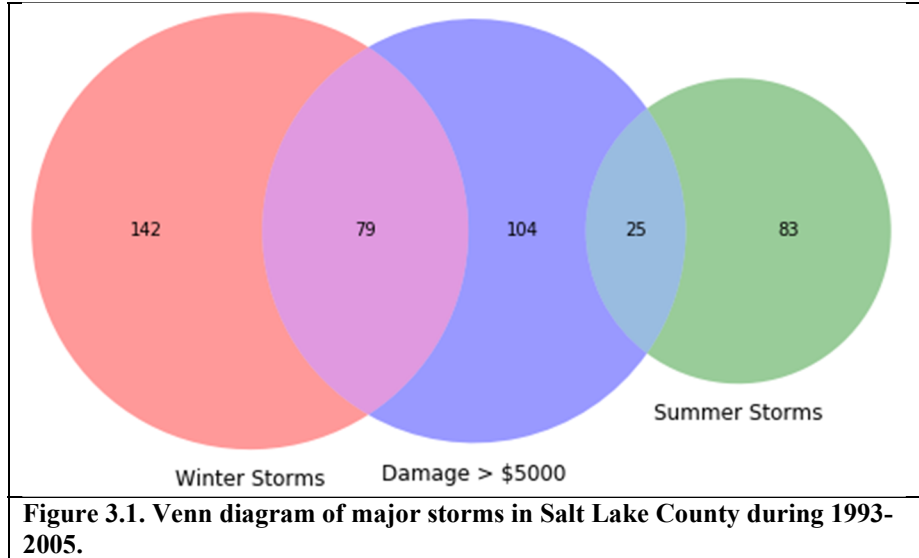 142 79 104 25 83
Summer Storms
Winter Storms Damage > $5000
Figure 3.1. Venn diagram of major storms in Salt Lake County during 1993-
2005.